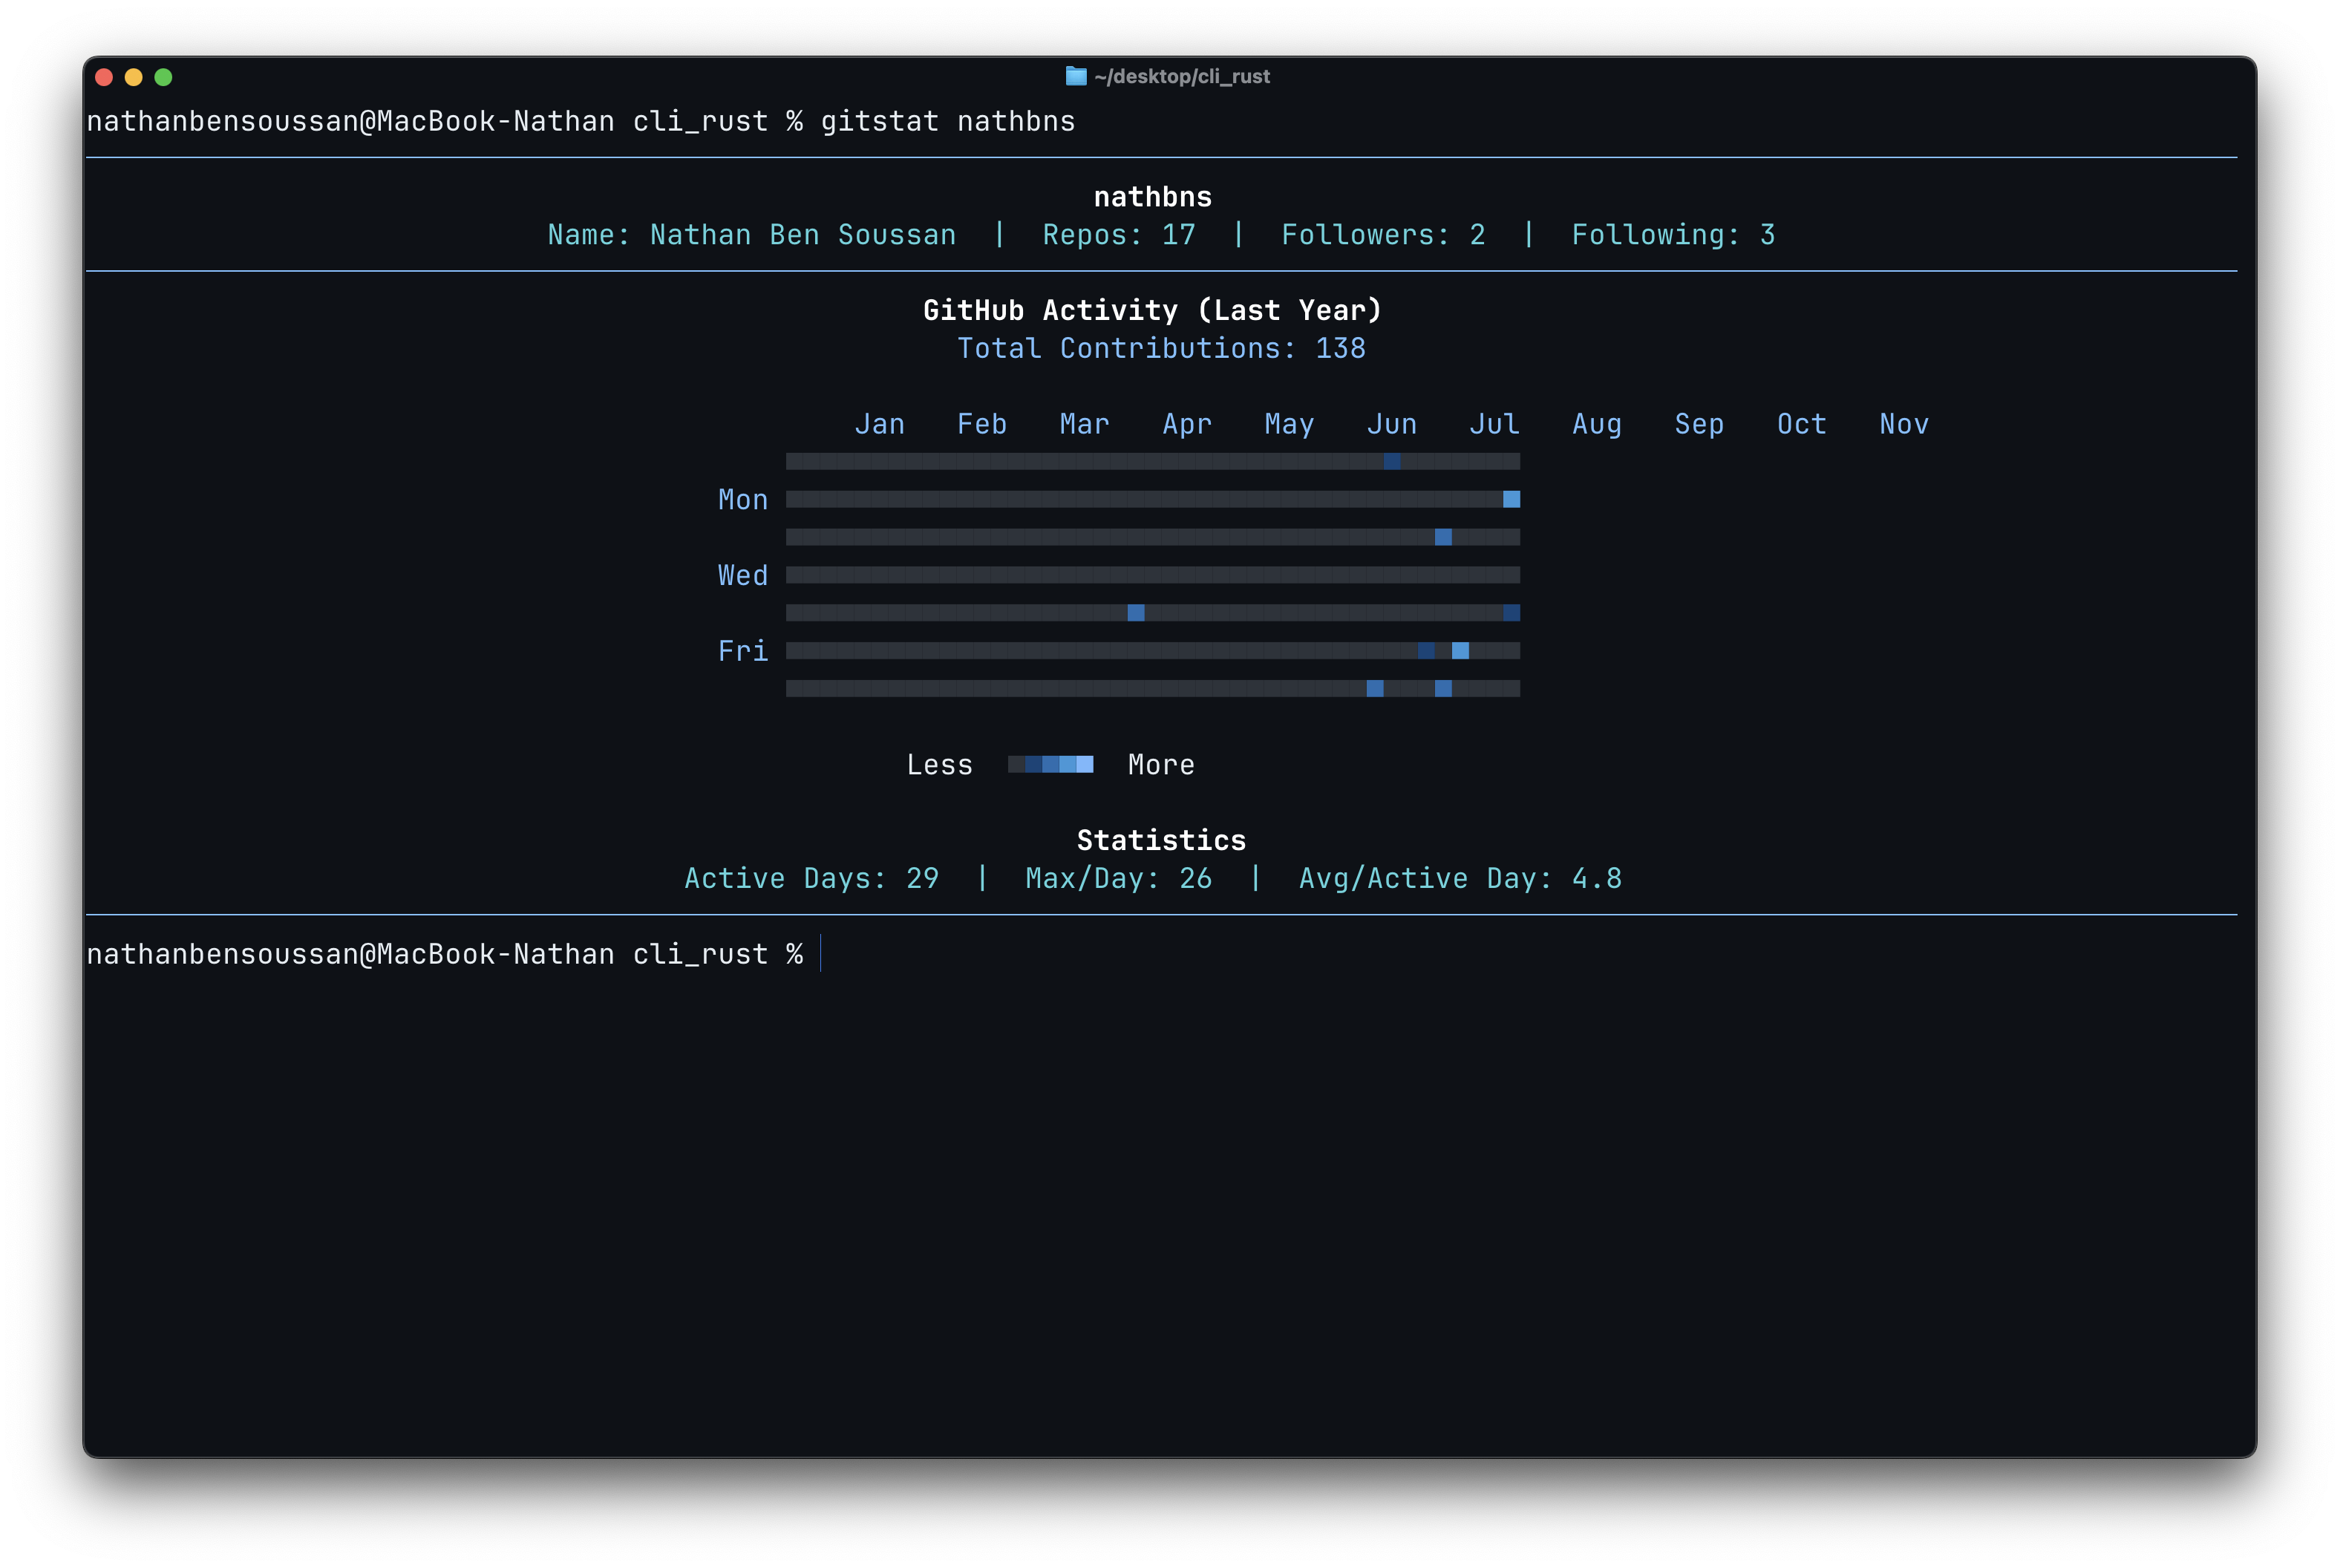 ~/desktop/cli_rust
nathanbensoussan@MacBook-Nathan cli_rust % gitstat nathbns
nathbns
Name: Nathan Ben Soussan | Repos: 17 | Followers: 2 | Following: 3
GitHub Activity (Last Year)
Total Contributions: 138
Jan Feb Mar Apr May Jun Jul Aug Sep Oct Nov
Mon
Wed
Fri
Less More
Statistics
Active Days: 29 | Max/Day: 26 | Avg/Active Day: 4.8
nathanbensoussan@MacBook-Nathan cli_rust %